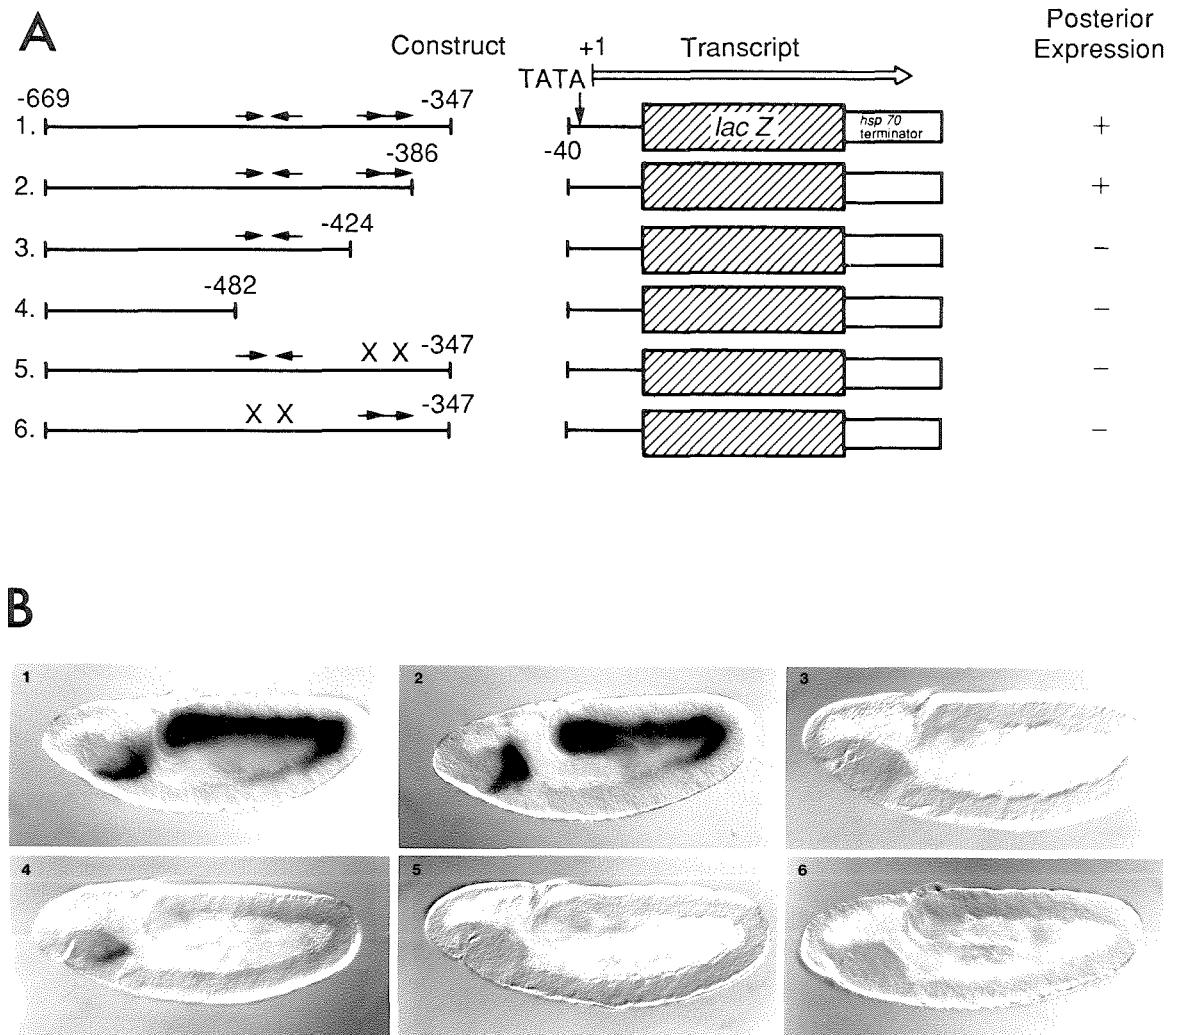 A
Posterior
Expression
Construct
+1
Transcript
TATA
-669
-347
1.
lac Z
hsp 70
terminator
+
-40
-386
2.
+
-424
3.
−
-482
4.
−
X X
-347
5.
−
X X
-347
6.
−
B
1
2
3
4
5
6